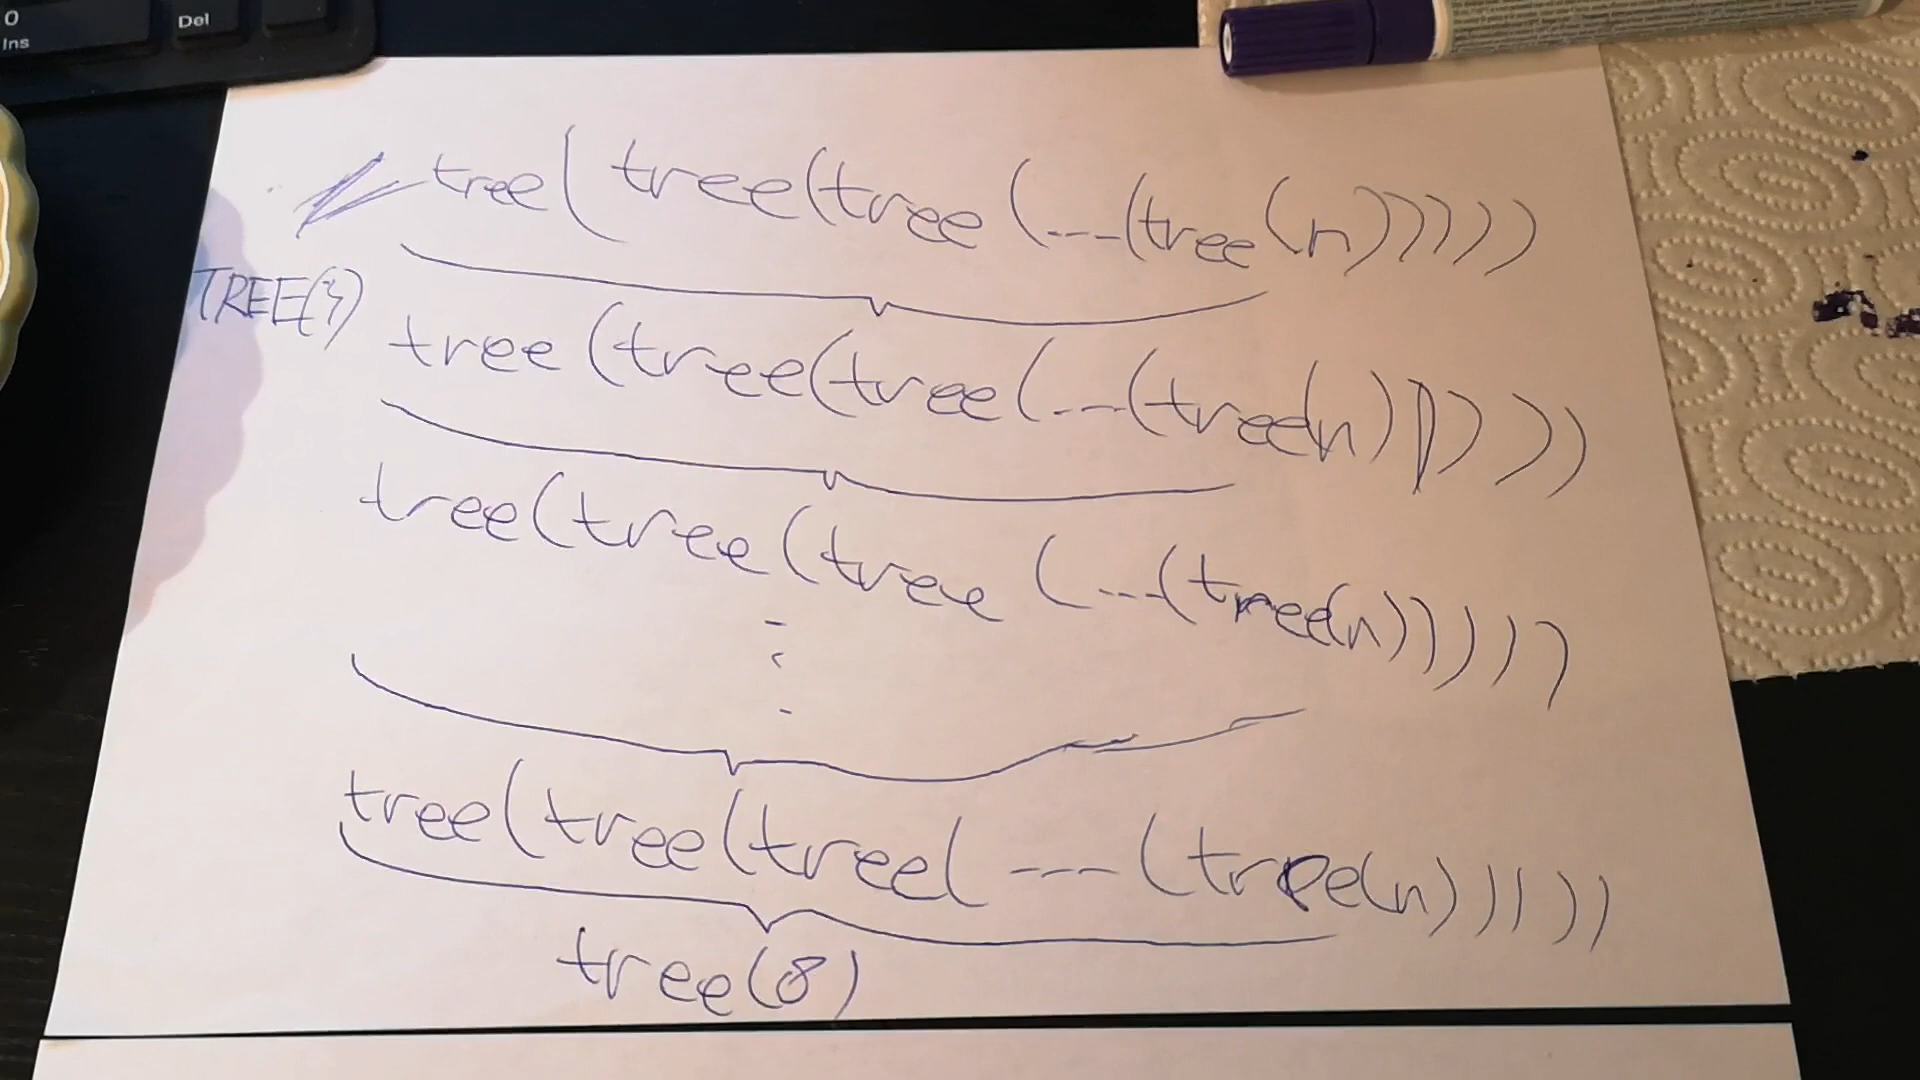 0
Ins
Del
tree(tree(tree(...(tree(n)))))
TREE(3)
tree(tree(tree(...(tree(n)))))
tree(tree(tree(...(tree(n)))))
⋮
tree(tree(tree(---(tree(n)))))
tree(8)